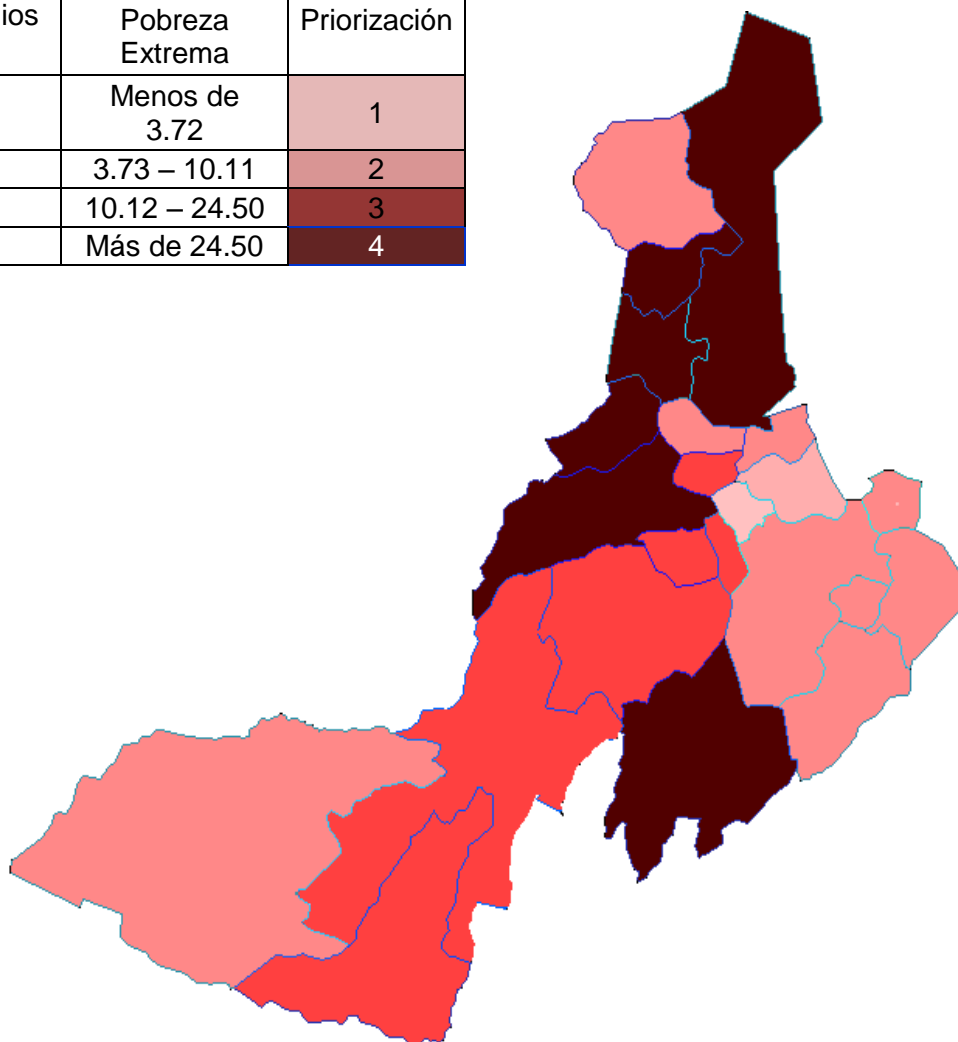 Pobreza
Extrema
Priorización
Menos de
3.72
1
3.73 – 10.11
2
10.12 – 24.50
3
Más de 24.50
4